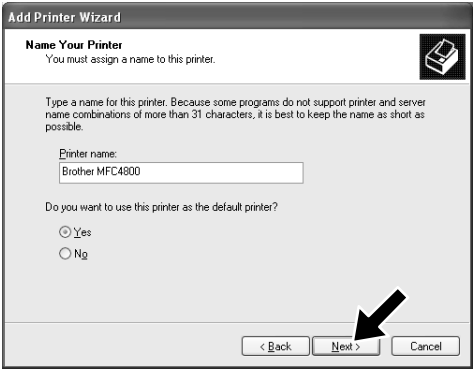 Add Printer Wizard
Name Your Printer
You must assign a name to this printer.
Type a name for this printer. Because some programs do not support printer and server
name combinations of more than 31 characters, it is best to keep the name as short as
possible.
Printer name:
Brother MFC4800
Do you want to use this printer as the default printer?
Yes
No
< Back
Next >
Cancel